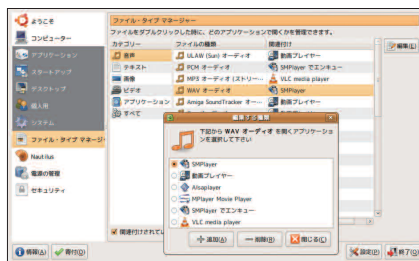 ようこそ
コンピューター
アプリケーション
スタートアップ
デスクトップ
個人用
システム
ファイル・タイプ マネージ
Nautilus
電源の管理
セキュリティ
ファイル・タイプ マネージャー
ファイルをダブルクリックした時に、どのアプリケーションで開くかを管理できます。
カテゴリー ファイルの種類 関連付け
音声 ULAW (Sun) オーディオ 動画プレイヤー
テキスト PCM オーディオ SMPlayer でエンキュー
画像 MP3 オーディオ (ストリー… VLC media player
ビデオ WAV オーディオ SMPlayer
アプリケーション Amiga SoundTracker オー… 動画プレイヤー
すべて
編集(E)
編集する種類
下記から WAV オーディオ を開くアプリケーションを選択して下さい
SMPlayer
動画プレイヤー
Alsaplayer
MPlayer Movie Player
SMPlayer でエンキュー
VLC media player
追加(A) 削除(R) 閉じる(C)
関連付けされてい
情報(A) 寄付(D) 設定(P) 終了(Q)